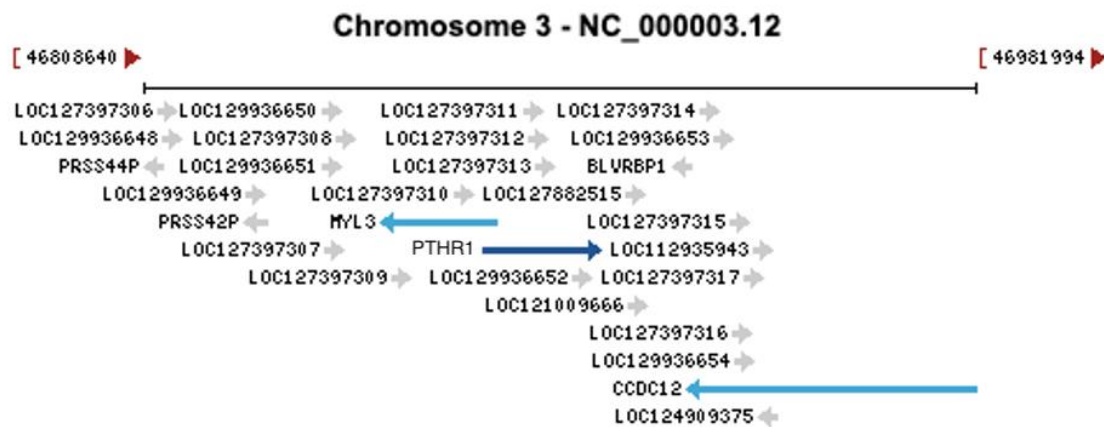 Chromosome 3 - NC_000003.12
[ 46808640 [ 46981994
LOC127397306 LOC129936650 LOC127397311 LOC127397314
LOC129936648 LOC127397308 LOC127397312 LOC129936653
PRSS44P LOC129936651 LOC127397313 BLVRBP1
LOC129936649 LOC127397310 LOC127882515
PRSS42P MYL3 LOC127397315
LOC127397307 PTHR1 LOC112935943
LOC127397309 LOC129936652 LOC127397317
LOC121009666
LOC127397316
LOC129936654
CCDC12
LOC124909375